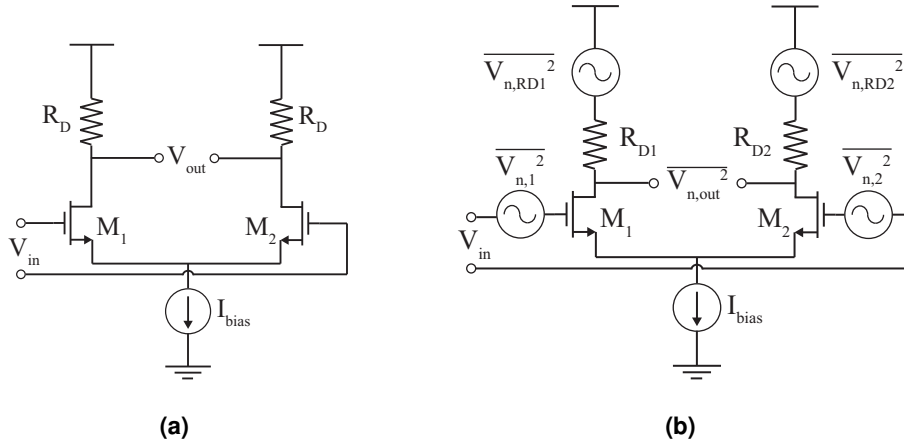 R_D
R_D
V_out
M_1
M_2
V_in
I_bias
(a)
V_n,RD1^2
V_n,RD2^2
R_D1
R_D2
V_n,1^2
V_n,out^2
V_n,2^2
M_1
M_2
V_in
I_bias
(b)